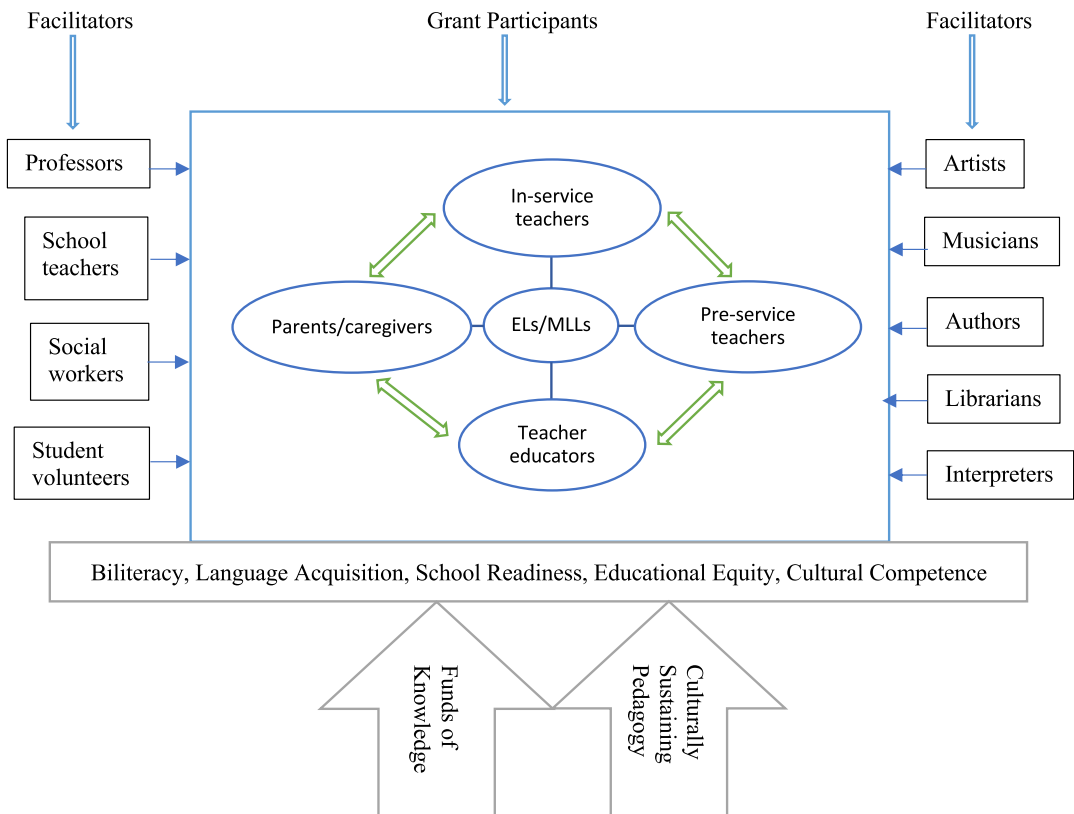 Facilitators
Grant Participants
Facilitators
Professors
School
teachers
Social
workers
Student
volunteers
In-service
teachers
Parents/caregivers
ELs/MLLs
Pre-service
teachers
Teacher
educators
Artists
Musicians
Authors
Librarians
Interpreters
Biliteracy, Language Acquisition, School Readiness, Educational Equity, Cultural Competence
Funds of
Knowledge
Culturally
Sustaining
Pedagogy